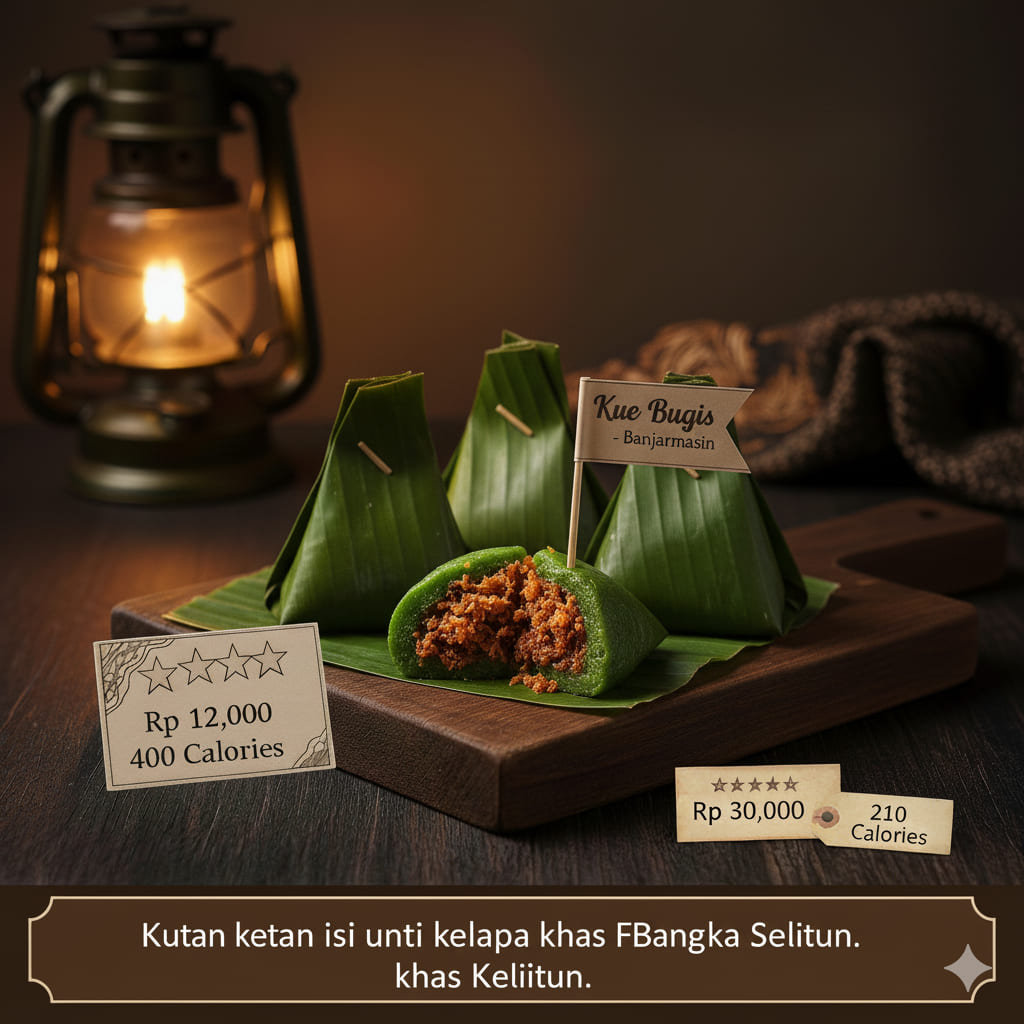 Kue Bugis
- Banjarmasin
Rp 12,000
400 Calories
Rp 30,000
210
Calories
Kutan ketan isi unti kelapa khas FBangka Selitun.
khas Keliitun.